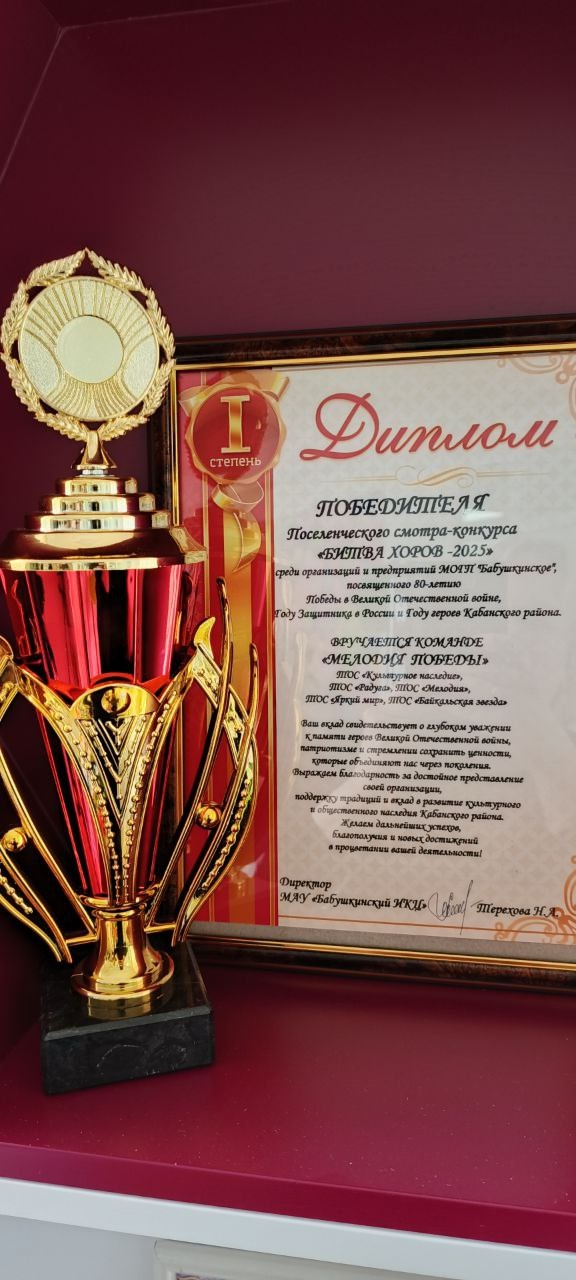 I
СТЕПЕНЬ
Диплом
ПОБЕДИТЕЛЯ
Поселенческого смотра-конкурса
«БИТВА ХОРОВ -2025»
среди организаций и предприятий МОГП "Бабушкинское",
посвященного 80-летию
Победы в Великой Отечественной войне,
Году Защитника в России и Году героев Кабанского района.
ВРУЧАЕТСЯ КОМАНДЕ
«МЕЛОДИЯ ПОБЕДЫ»
ТОС «Культурное наследие»,
ТОС «Радуга», ТОС «Мелодия»,
ТОС «Яркий мир», ТОС «Байкальская звезда»
Ваш вклад свидетельствует о глубоком уважении
к памяти героев Великой Отечественной войны,
патриотизме и стремлении сохранить ценности,
которые объединяют нас через поколения.
Выражаем благодарность за достойное представление
своей организации,
поддержку традиций и вклад в развитие культурного
и общественного наследия Кабанского района.
Желаем дальнейших успехов,
благополучия и новых достижений
в процветании вашей деятельности!
Директор
МАУ «Бабушкинский ИКЦ» Терехова Н.А.